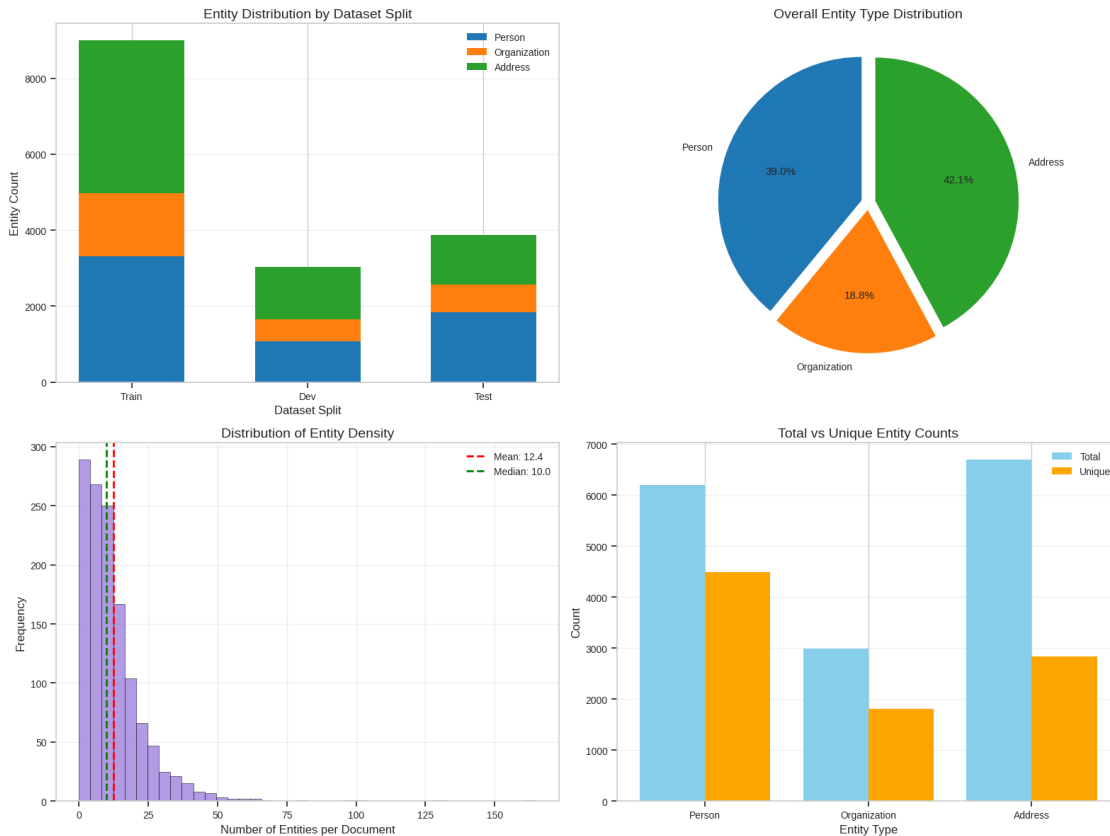 Entity Distribution by Dataset Split
Entity Count
8000
6000
4000
2000
0
Train
Dev
Test
Dataset Split
Person
Organization
Address
Overall Entity Type Distribution
Person
39.0%
Address
42.1%
18.8%
Organization
Distribution of Entity Density
Frequency
300
250
200
150
100
50
0
0
25
50
75
100
125
150
Number of Entities per Document
Mean: 12.4
Median: 10.0
Total vs Unique Entity Counts
Count
7000
6000
5000
4000
3000
2000
1000
0
Person
Organization
Address
Entity Type
Total
Unique